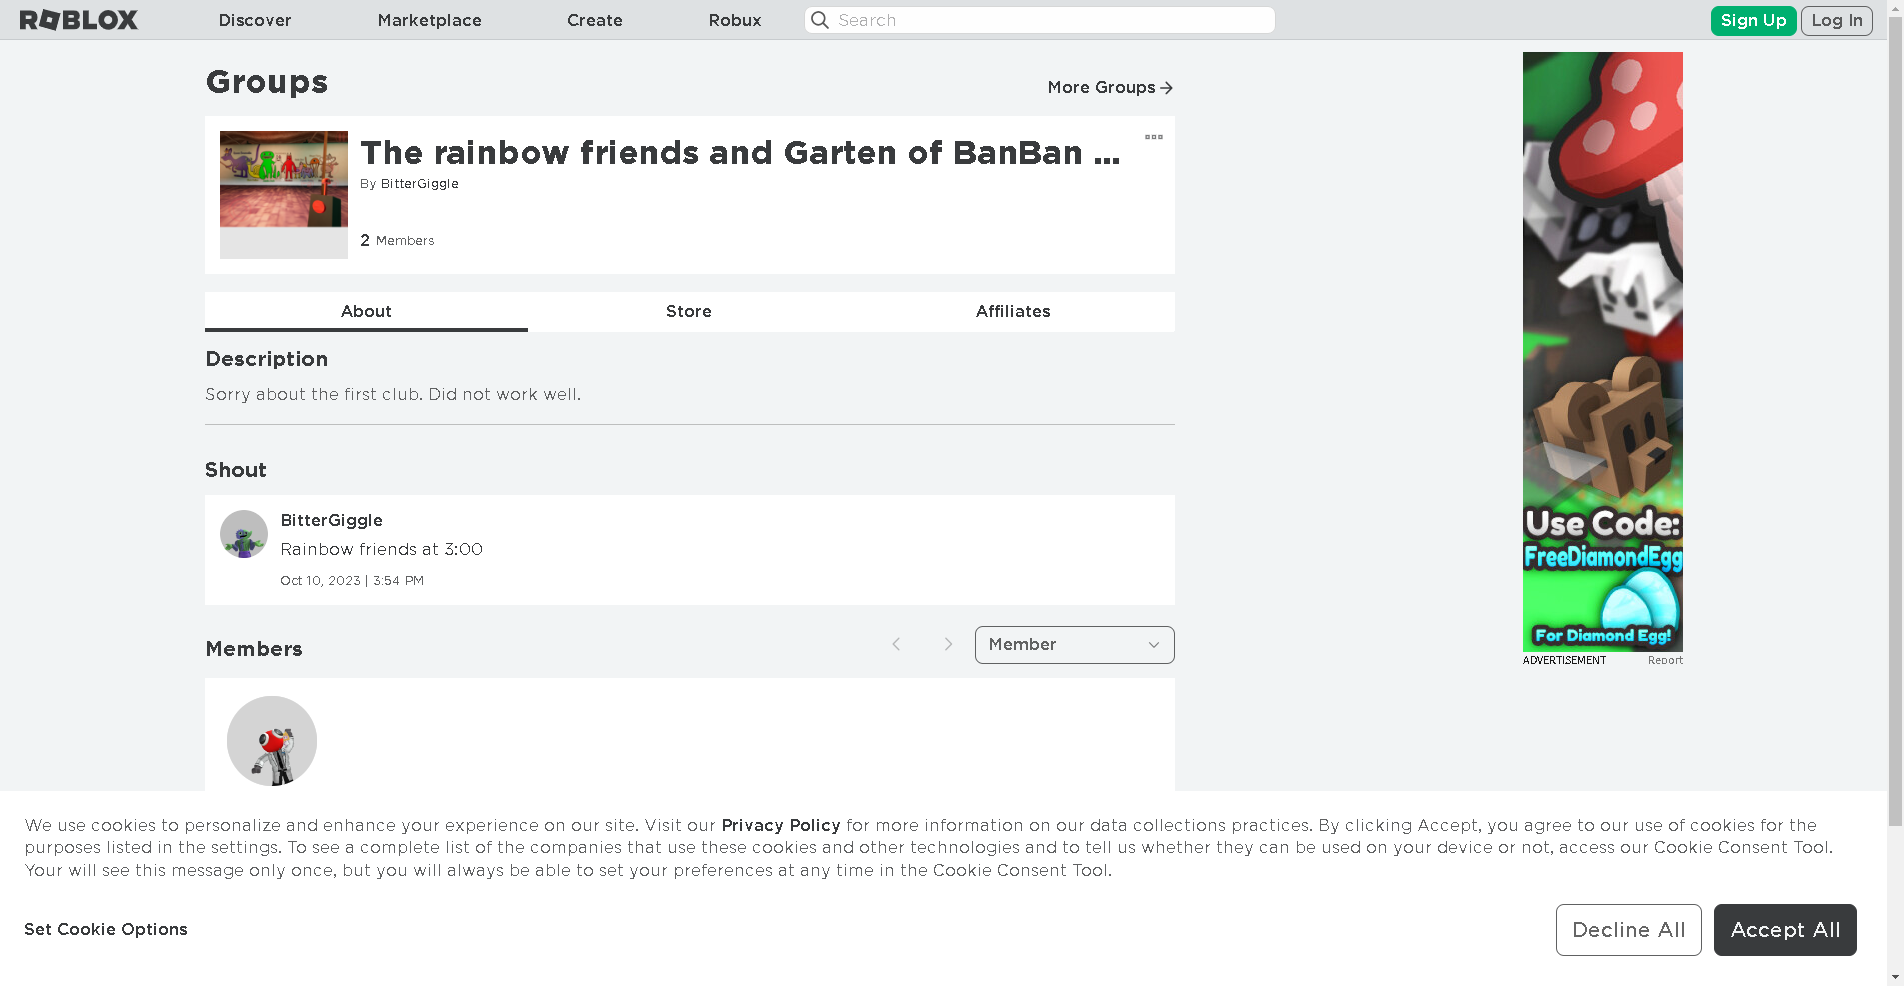 ROBLOX
Discover
Marketplace
Create
Robux
Search
Sign Up
Log In
Groups
More Groups
The rainbow friends and Garten of BanBan ...
By BitterGiggle
2 Members
About
Store
Affiliates
Description
Sorry about the first club. Did not work well.
Shout
BitterGiggle
Rainbow friends at 3:00
Oct 10, 2023 | 3:54 PM
Members
Member
Use Code:
FreeDiamondEgg
For Diamond Egg!
ADVERTISEMENT
Report
We use cookies to personalize and enhance your experience on our site. Visit our Privacy Policy for more information on our data collections practices. By clicking Accept, you agree to our use of cookies for the
purposes listed in the settings. To see a complete list of the companies that use these cookies and other technologies and to tell us whether they can be used on your device or not, access our Cookie Consent Tool.
Your will see this message only once, but you will always be able to set your preferences at any time in the Cookie Consent Tool.
Set Cookie Options
Decline All
Accept All